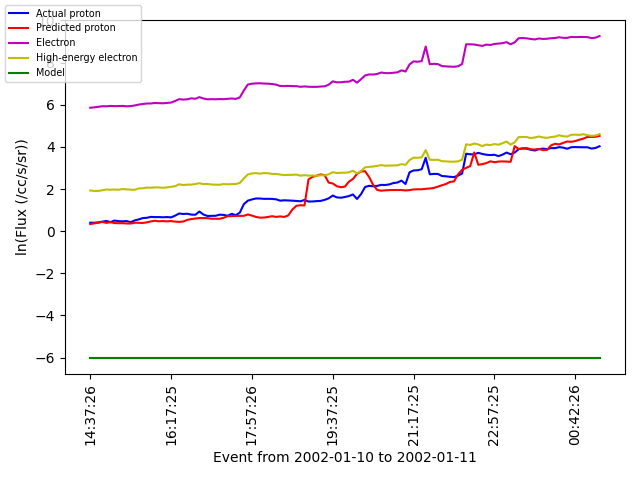 Actual proton
Predicted proton
Electron
High-energy electron
Model
6
4
2
0
−2
−4
−6
ln(Flux (/cc/s/sr))
14:37:26
16:17:25
17:57:26
19:37:25
21:17:25
22:57:25
00:42:26
Event from 2002-01-10 to 2002-01-11